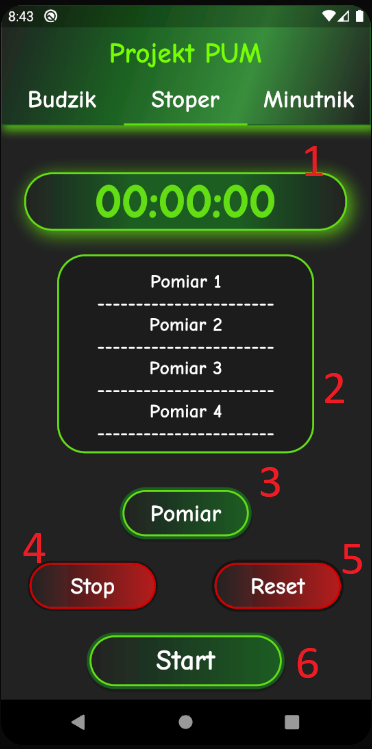 8:43
Projekt PUM
Budzik Stoper Minutnik
1
00:00:00
Pomiar 1
--------------------------
Pomiar 2
--------------------------
2
Pomiar 3
--------------------------
Pomiar 4
--------------------------
3
Pomiar
4 5
Stop Reset
Start 6